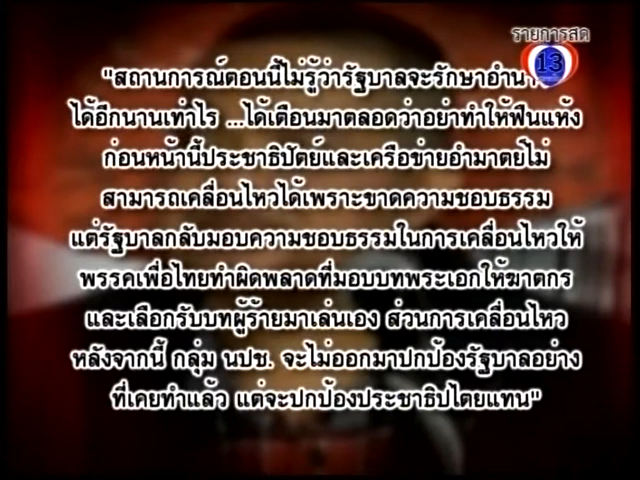 รายการสด
13
"สถานการณ์ตอนนี้ไม่รู้ว่ารัฐบาลจะรักษาอำนา
ได้อีกนานเท่าไร ...ได้เตือนมาตลอดว่าอย่าทำให้ฟืนแห้ง
ก่อนหน้านี้ประชาธิปัตย์และเครือข่ายอำมาตย์ไม่
สามารถเคลื่อนไหวได้เพราะขาดความชอบธรรม
แต่รัฐบาลกลับมอบความชอบธรรมในการเคลื่อนไหวให้
พรรคเพื่อไทยทำผิดพลาดที่มอบบทพระเอกให้ฆาตกร
และเลือกรับบทผู้ร้ายมาเล่นเอง ส่วนการเคลื่อนไหว
หลังจากนี้ กลุ่ม นปช. จะไม่ออกมาปกป้องรัฐบาลอย่าง
ที่เคยทำแล้ว แต่จะปกป้องประชาธิปไตยแทน"